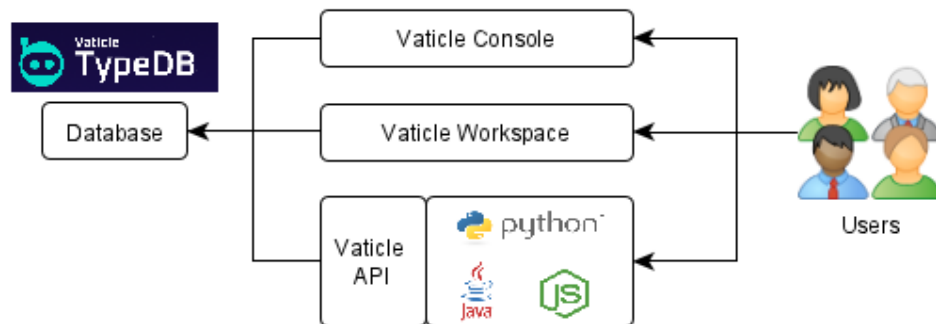 Vaticle
TypeDB
Database
Vaticle Console
Vaticle Workspace
Vaticle
API
python
Java
JS
Users